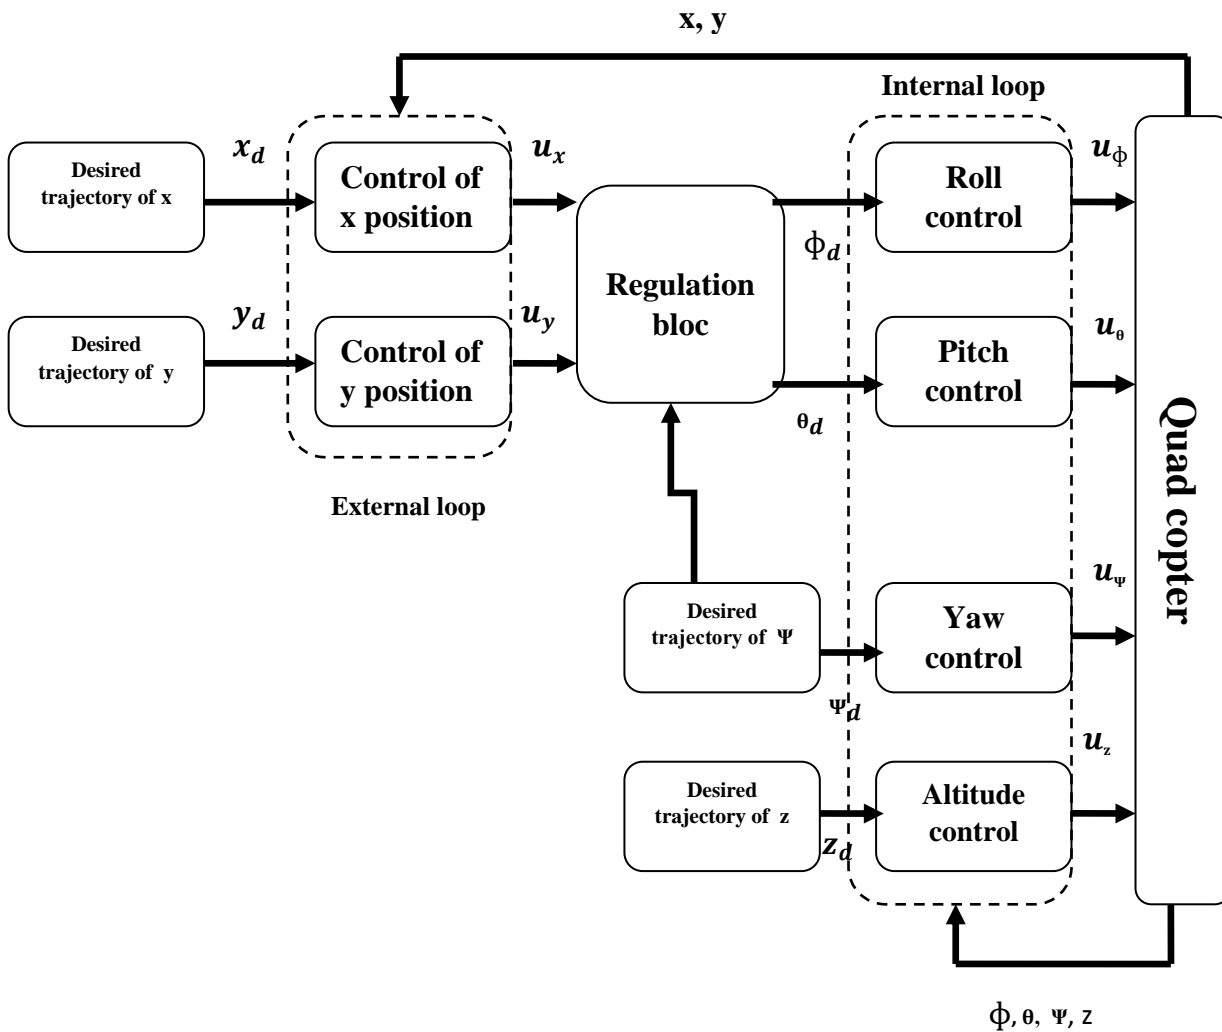 x, y
Internal loop
Desired
trajectory of x
x_d
Control of
x position
u_x
Regulation
bloc
ϕ_d
Roll
control
u_ϕ
Desired
trajectory of y
y_d
Control of
y position
u_y
θ_d
Pitch
control
u_θ
External loop
Quad copter
Desired
trajectory of Ψ
Ψ_d
Yaw
control
u_Ψ
Desired
trajectory of z
z_d
Altitude
control
u_z
ϕ, θ, Ψ, z